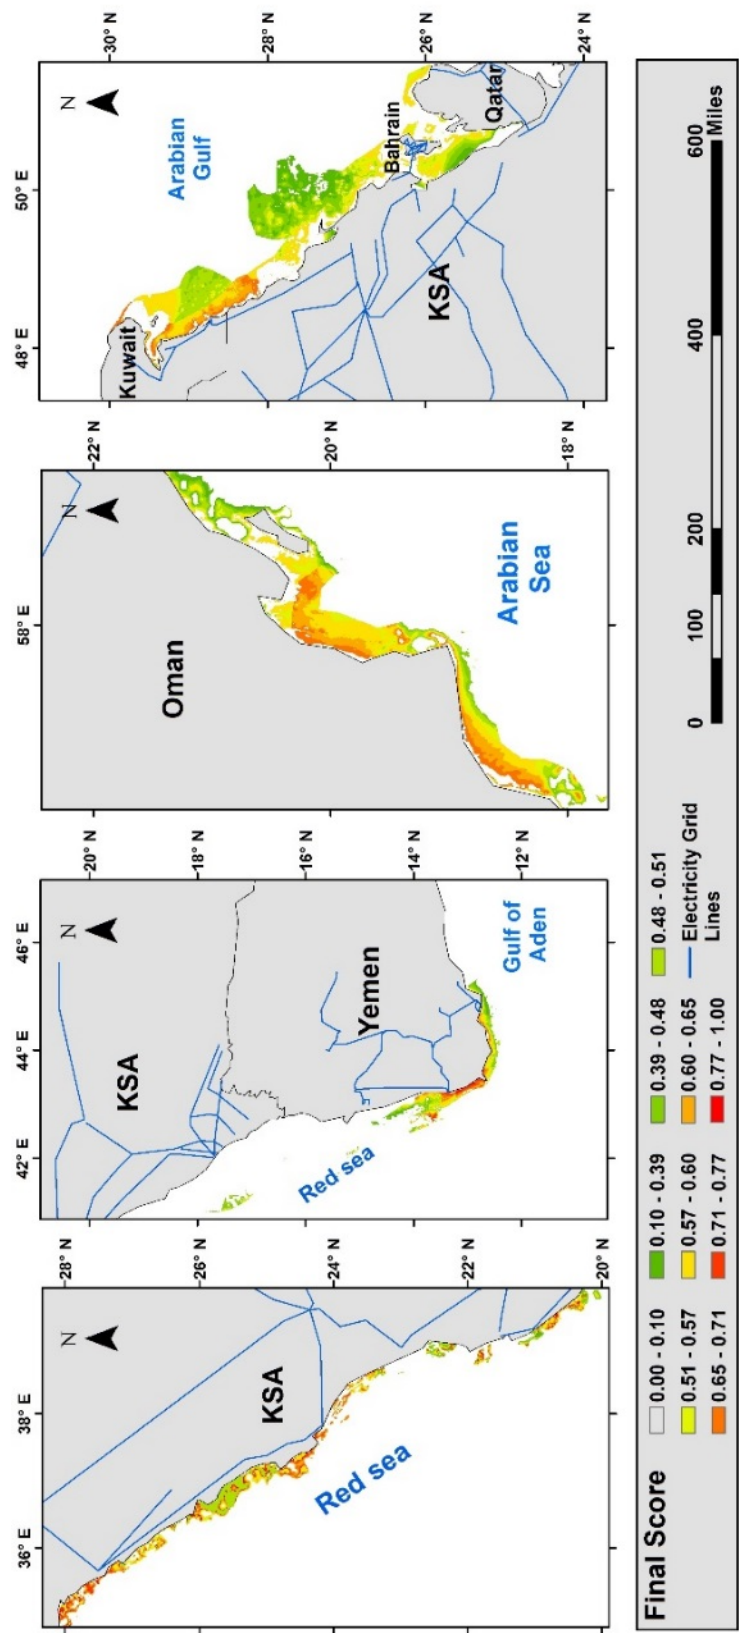 36° E 38° E
N
28° N
26° N
24° N
22° N
20° N
KSA
Red sea
42° E 44° E 46° E
N
20° N
18° N
16° N
14° N
12° N
KSA
Yemen
Red sea
Gulf of
Aden
58° E
N
22° N
20° N
18° N
Oman
Arabian
Sea
48° E 50° E
N
30° N
28° N
26° N
24° N
Kuwait
Arabian
Gulf
Bahrain
Qatar
KSA
Final Score
0.00 - 0.10 0.10 - 0.39 0.39 - 0.48 0.48 - 0.51
0.51 - 0.57 0.57 - 0.60 0.60 - 0.65 Electricity Grid
0.65 - 0.71 0.71 - 0.77 0.77 - 1.00 Lines
0 100 200 400 600
Miles